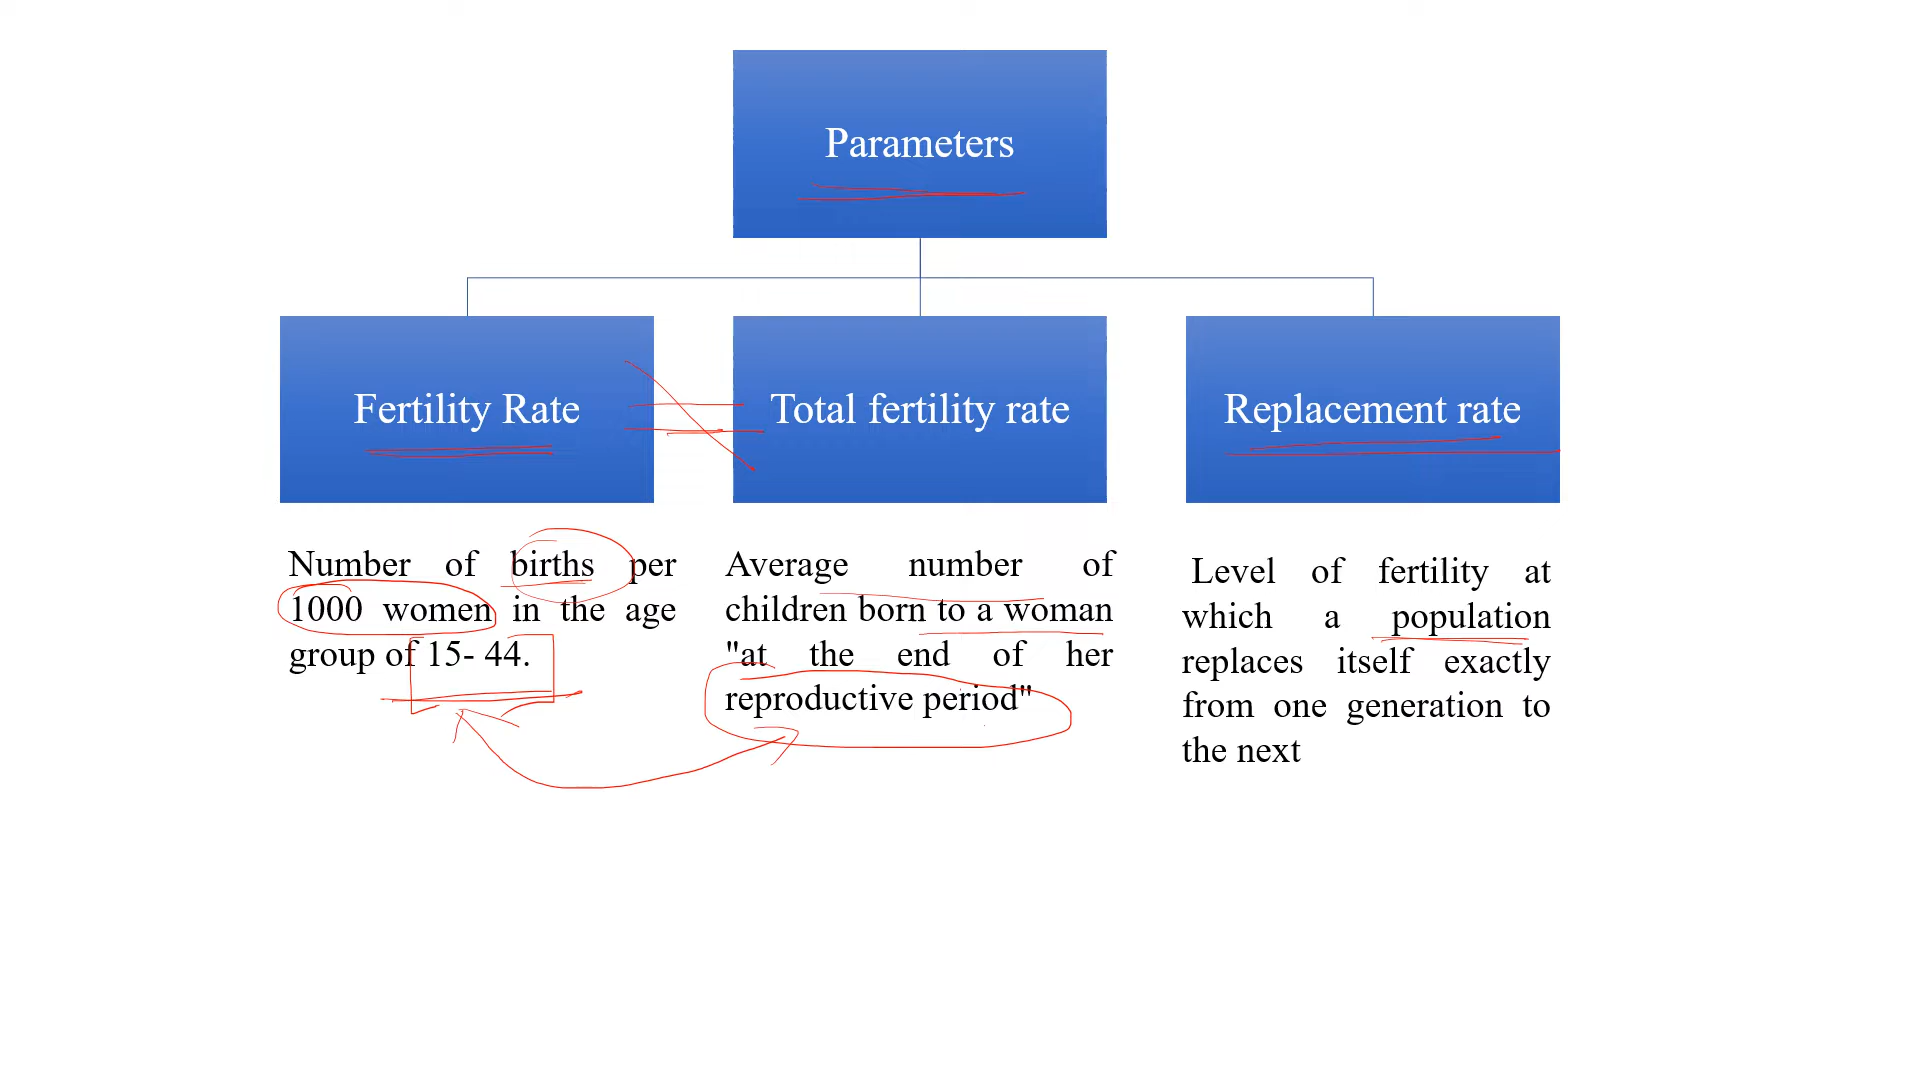 Parameters
Fertility Rate
Total fertility rate
Replacement rate
Number of births per
1000 women in the age
group of 15- 44.
Average number of
children born to a woman
"at the end of her
reproductive period"
Level of fertility at
which a population
replaces itself exactly
from one generation to
the next